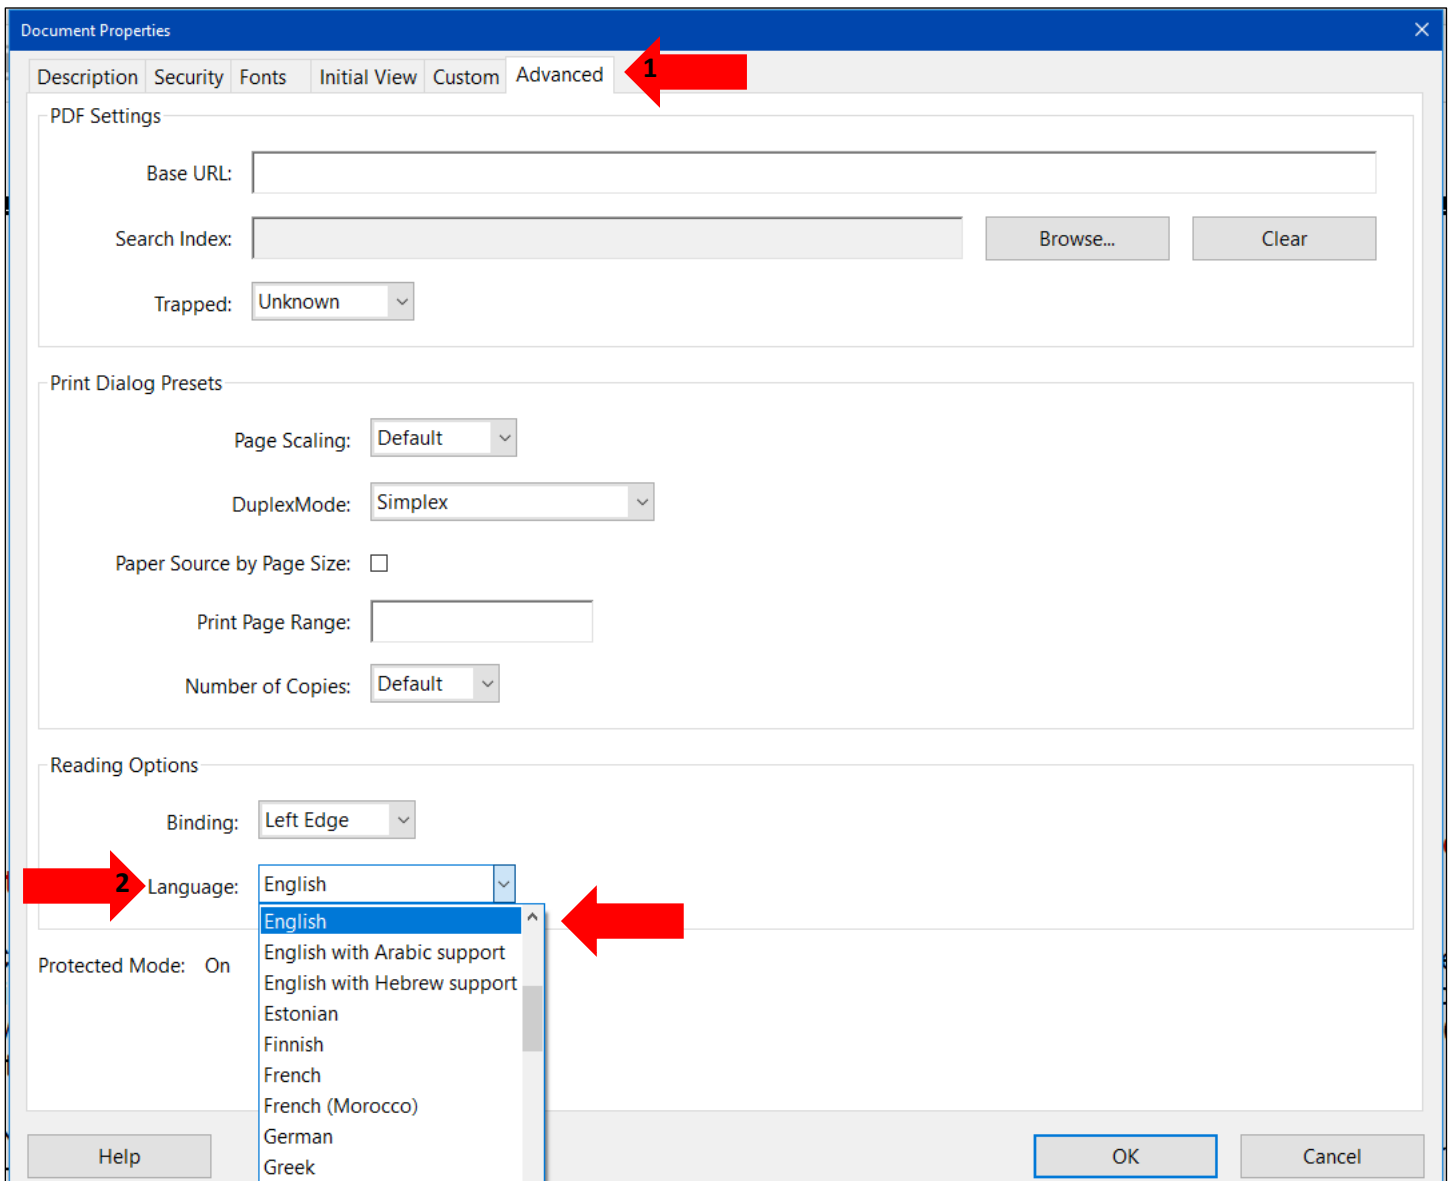 Document Properties
Description Security Fonts Initial View Custom Advanced 1
PDF Settings
Base URL:
Search Index: Browse... Clear
Trapped: Unknown
Print Dialog Presets
Page Scaling: Default
DuplexMode: Simplex
Paper Source by Page Size:
Print Page Range:
Number of Copies: Default
Reading Options
Binding: Left Edge
2 Language: English
English
English with Arabic support
English with Hebrew support
Estonian
Finnish
French
French (Morocco)
German
Greek
Protected Mode: On
Help OK Cancel